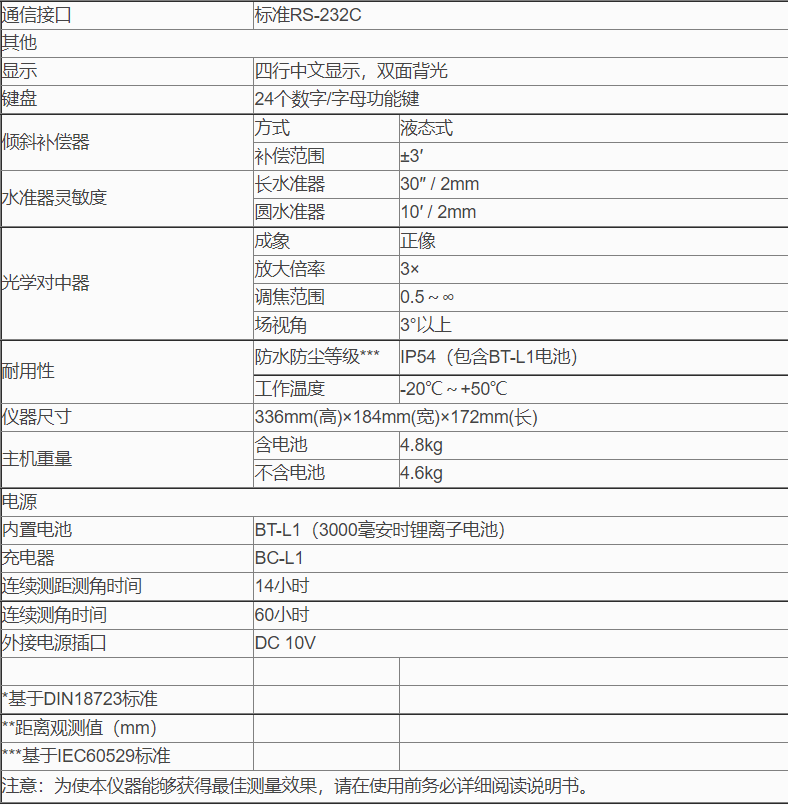 通信接口 标准RS-232C
其他
显示 四行中文显示，双面背光
键盘 24个数字/字母功能键
倾斜补偿器 方式 液态式
补偿范围 ±3′
水准器灵敏度 长水准器 30″ / 2mm
圆水准器 10′ / 2mm
光学对中器 成象 正像
放大倍率 3×
调焦范围 0.5～∞
场视角 3°以上
耐用性 防水防尘等级*** IP54（包含BT-L1电池）
工作温度 -20℃～+50℃
仪器尺寸 336mm(高)×184mm(宽)×172mm(长)
主机重量 含电池 4.8kg
不含电池 4.6kg
电源
内置电池 BT-L1（3000毫安时锂离子电池）
充电器 BC-L1
连续测距测角时间 14小时
连续测角时间 60小时
外接电源插口 DC 10V
*基于DIN18723标准
**距离观测值（mm）
***基于IEC60529标准
注意：为使本仪器能够获得最佳测量效果，请在使用前务必详细阅读说明书。